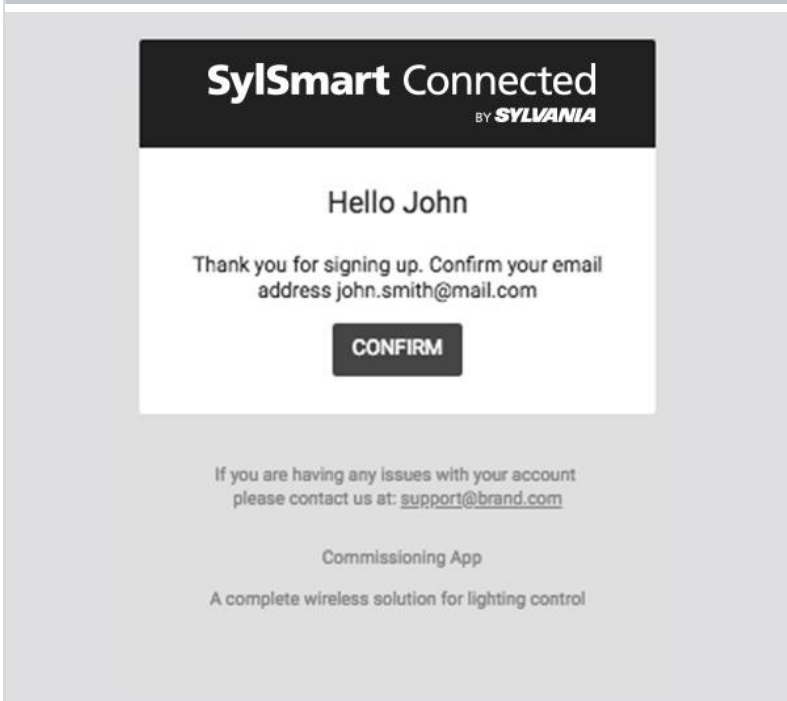 SylSmart Connected
BY SYLVANIA
Hello John
Thank you for signing up. Confirm your email
address john.smith@mail.com
CONFIRM
If you are having any issues with your account
please contact us at: support@brand.com
Commissioning App
A complete wireless solution for lighting control